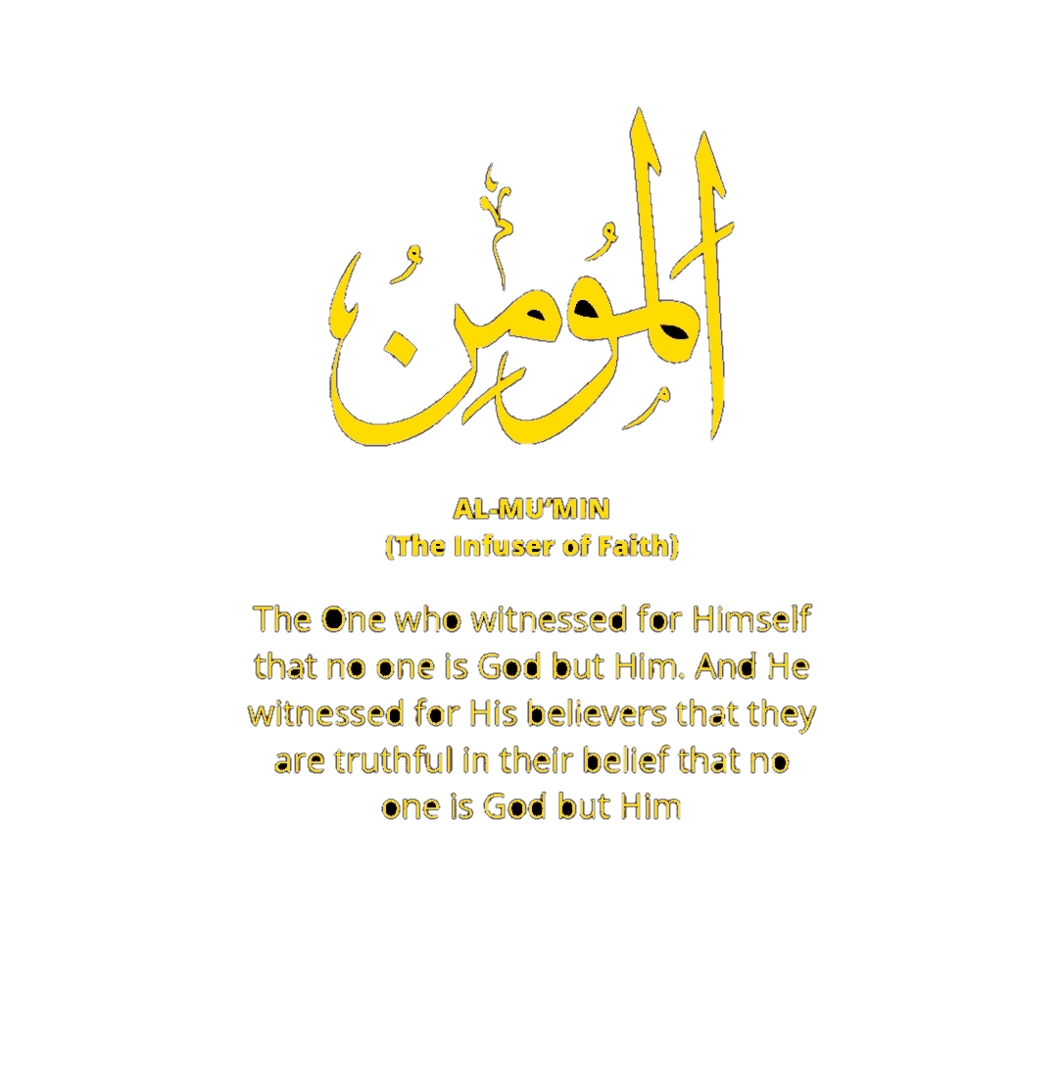 المُؤْمِنُ
AL-MU’MIN
(The Infuser of Faith)
The One who witnessed for Himself
that no one is God but Him. And He
witnessed for His believers that they
are truthful in their belief that no
one is God but Him